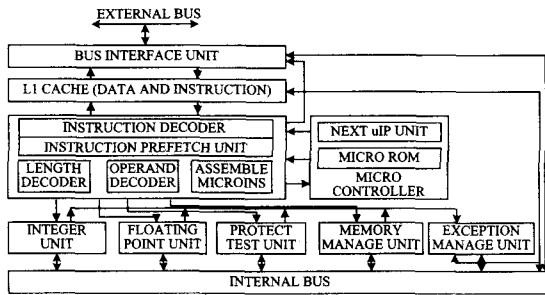 EXTERNAL BUS
BUS INTERFACE UNIT
L1 CACHE (DATA AND INSTRUCTION)
INSTRUCTION DECODER
INSTRUCTION PREFETCH UNIT
LENGTH DECODER
OPERAND DECODER
ASSEMBLE MICROINS
NEXT uIP UNIT
MICRO ROM
MICRO CONTROLLER
INTEGER UNIT
FLOATING POINT UNIT
PROTECT TEST UNIT
MEMORY MANAGE UNIT
EXCEPTION MANAGE UNIT
INTERNAL BUS